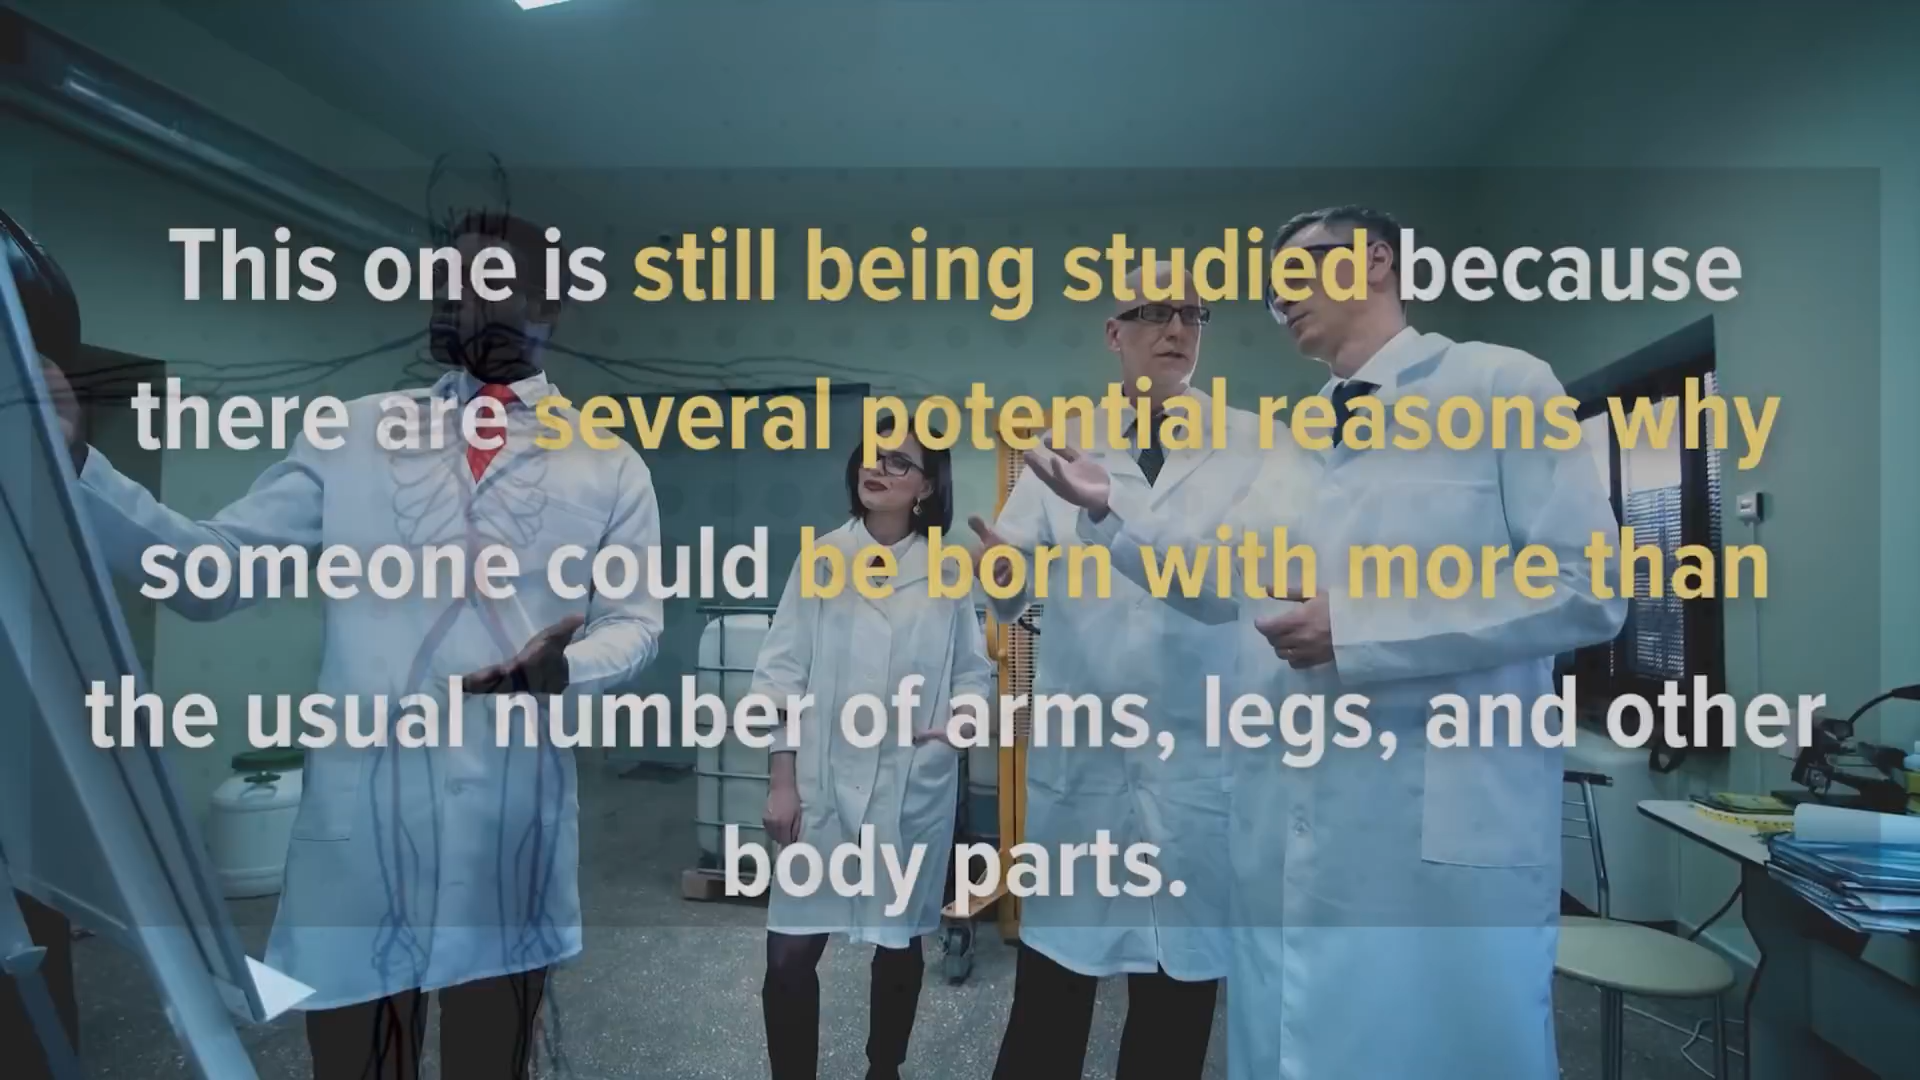 This one is still being studied because
there are several potential reasons why
someone could be born with more than
the usual number of arms, legs, and other
body parts.